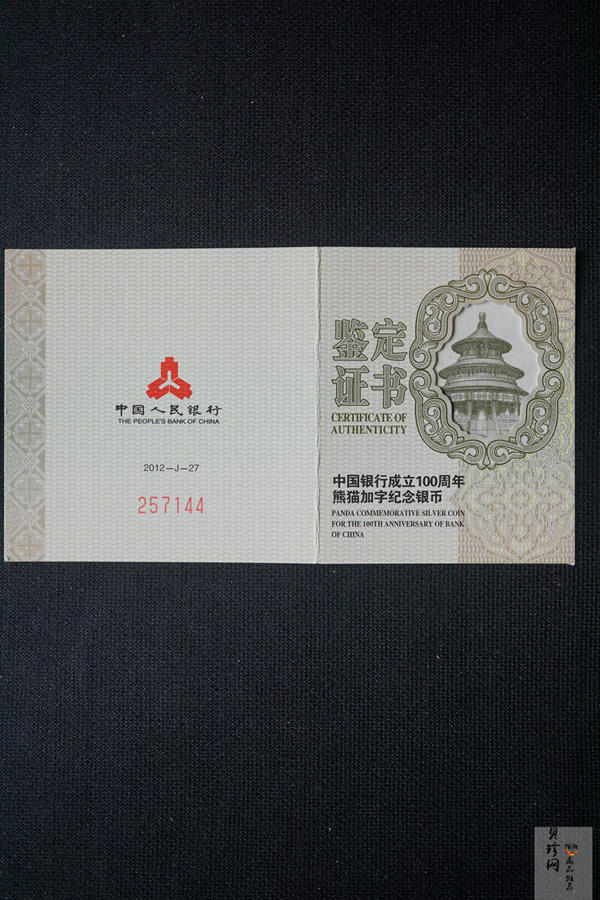 中国人民银行
THE PEOPLE'S BANK OF CHINA
2012-J-27
257144
鉴定
证书
CERTIFICATE OF
AUTHENTICITY
中国银行成立100周年
熊猫加字纪念银币
PANDA COMMEMORATIVE SILVER COIN
FOR THE 100TH ANNIVERSARY OF BANK
OF CHINA
贝珍网